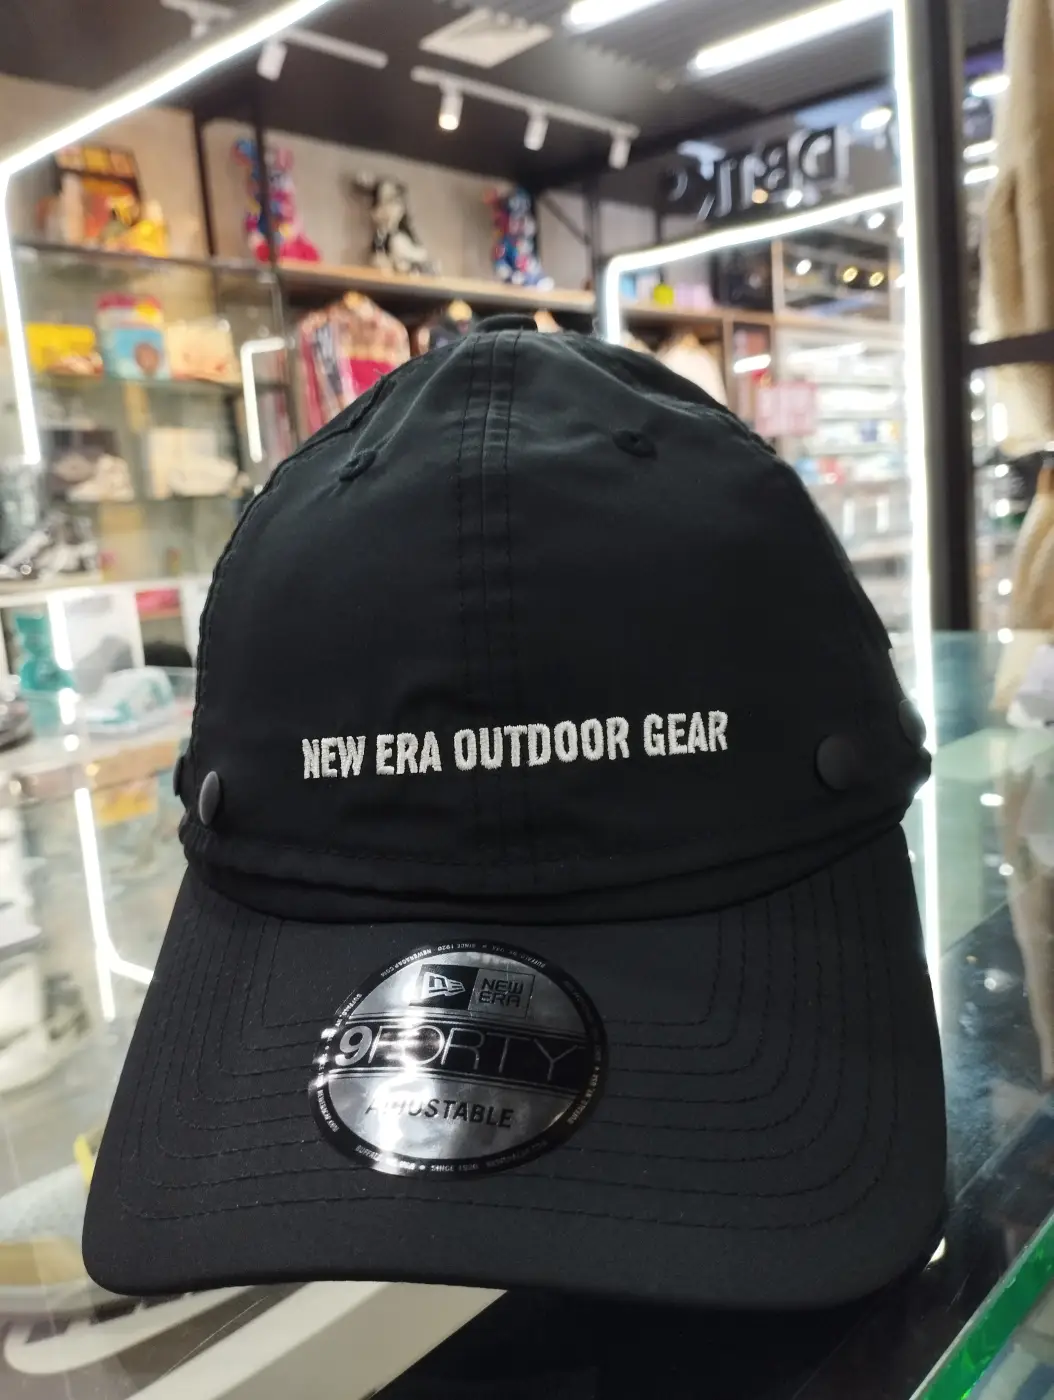 NEW ERA OUTDOOR GEAR
NEW
ERA
9FORTY
ADJUSTABLE